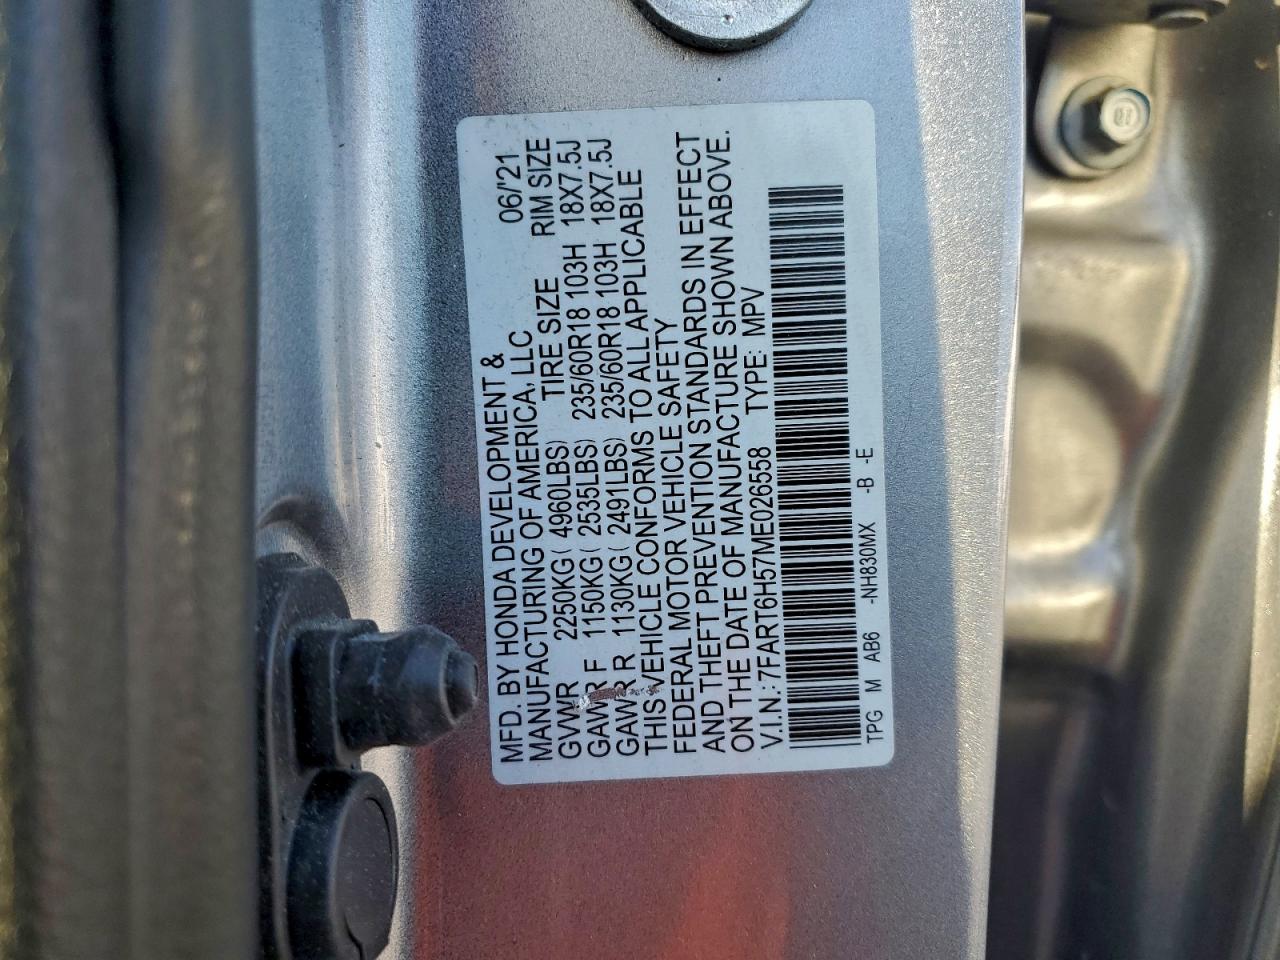 MFD. BY HONDA DEVELOPMENT &
MANUFACTURING OF AMERICA, LLC 06/'21
GVWR 2250KG ( 4960LBS) TIRE SIZE RIM SIZE
GAWR F 1150KG ( 2535LBS) 235/60R18 103H 18X7.5J
GAWR R 1130KG ( 2491LBS) 235/60R18 103H 18X7.5J
THIS VEHICLE CONFORMS TO ALL APPLICABLE
FEDERAL MOTOR VEHICLE SAFETY
AND THEFT PREVENTION STANDARDS IN EFFECT
ON THE DATE OF MANUFACTURE SHOWN ABOVE.
V.I.N.: 7FART6H57ME026558 TYPE: MPV
TPG M AB6 -NH830MX -B -E